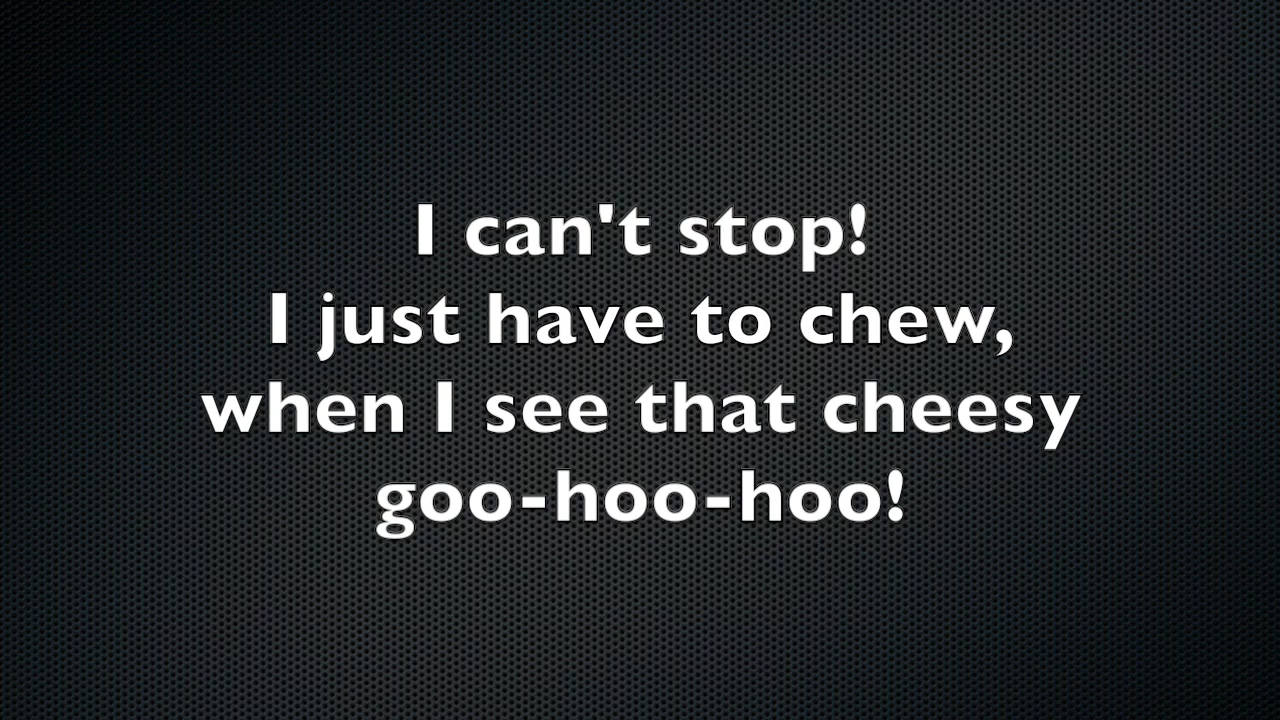 I can't stop!
I just have to chew,
when I see that cheesy
goo-hoo-hoo!